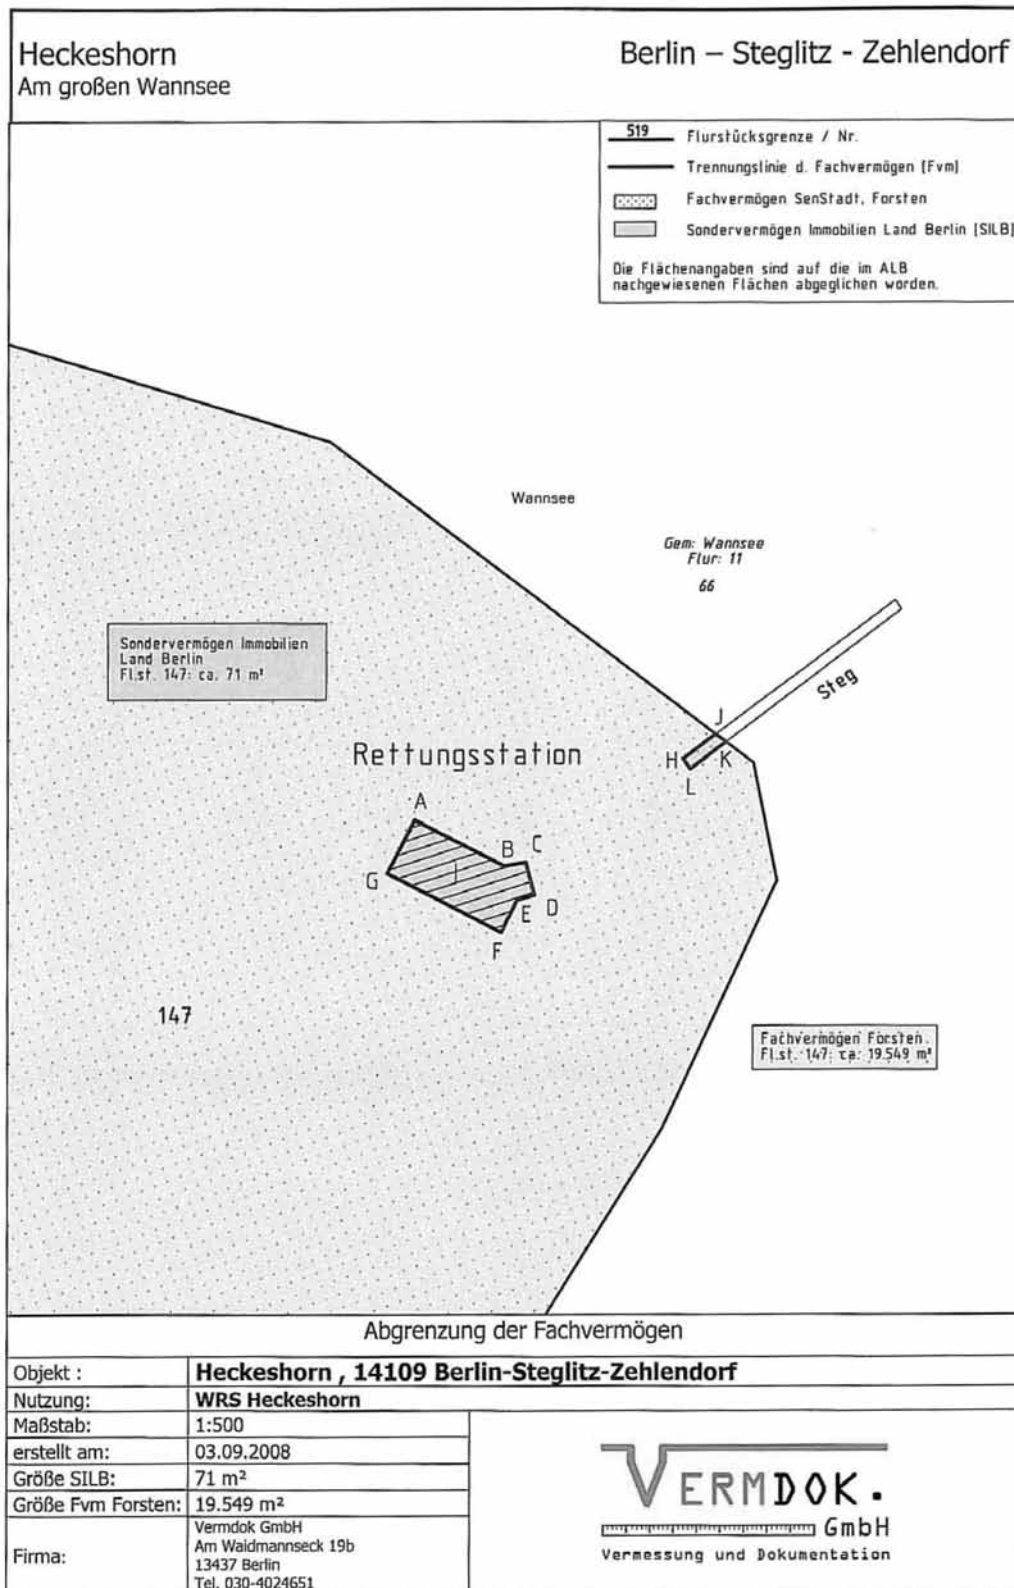 Heckeshorn
Am großen Wannsee
Berlin – Steglitz - Zehlendorf
519 Flurstücksgrenze / Nr.
Trennungslinie d. Fachvermögen (Fvm)
Fachvermögen SenStadt, Forsten
Sondervermögen Immobilien Land Berlin (SILB)
Die Flächenangaben sind auf die im ALB
nachgewiesenen Flächen abgeglichen worden.
Wannsee
Gem: Wannsee
Flur: 11
66
Sondervermögen Immobilien
Land Berlin
Fl.st. 147: ca. 71 m²
Steg
J
H
K
L
Rettungsstation
A
B
C
I
G
D
E
F
147
Fachvermögen Forsten
Fl.st. 147: ca. 19.549 m²
Abgrenzung der Fachvermögen
Objekt : Heckeshorn , 14109 Berlin-Steglitz-Zehlendorf
Nutzung: WRS Heckeshorn
Maßstab: 1:500
erstellt am: 03.09.2008
Größe SILB: 71 m²
Größe Fvm Forsten: 19.549 m²
Firma: Vermdok GmbH
Am Waidmannseck 19b
13437 Berlin
Tel. 030-4024651
VERMDOK.
GmbH
Vermessung und Dokumentation